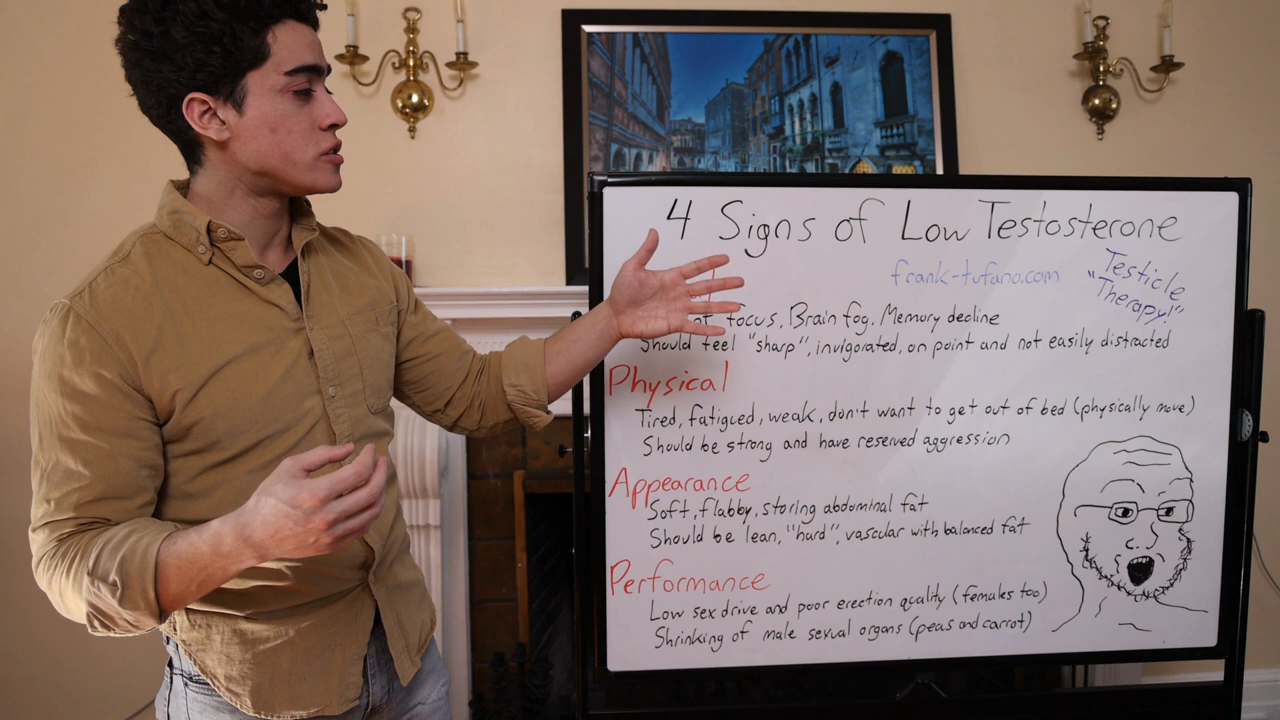 4 Signs of Low Testosterone
frank-tufano.com
"Testicle
Therapy!"
focus, Brain fog, Memory decline
Should feel "sharp", invigorated, on point and not easily distracted
Physical
Tired, fatigued, weak, don't want to get out of bed (physically move)
Should be strong and have reserved aggression
Appearance
Soft, flabby, storing abdominal fat
Should be lean, "hard", vascular with balanced fat
Performance
Low sex drive and poor erection quality (females too)
Shrinking of male sexual organs (peas and carrot)